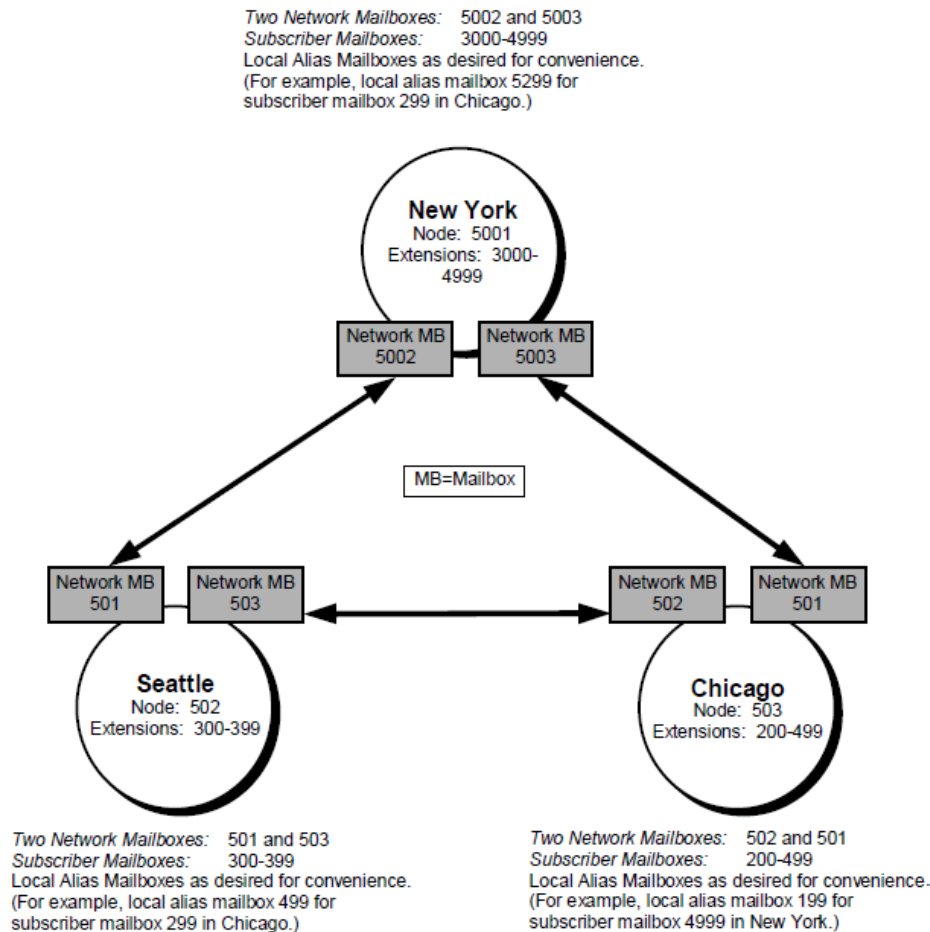 Two Network Mailboxes: 5002 and 5003
Subscriber Mailboxes: 3000-4999
Local Alias Mailboxes as desired for convenience.
(For example, local alias mailbox 5299 for
subscriber mailbox 299 in Chicago.)
New York
Node: 5001
Extensions: 3000-
4999
Network MB
5002
Network MB
5003
MB=Mailbox
Network MB
501
Network MB
503
Network MB
502
Network MB
501
Seattle
Node: 502
Extensions: 300-399
Chicago
Node: 503
Extensions: 200-499
Two Network Mailboxes: 501 and 503
Subscriber Mailboxes: 300-399
Local Alias Mailboxes as desired for convenience.
(For example, local alias mailbox 499 for
subscriber mailbox 299 in Chicago.)
Two Network Mailboxes: 502 and 501
Subscriber Mailboxes: 200-499
Local Alias Mailboxes as desired for convenience.
(For example, local alias mailbox 199 for
subscriber mailbox 4999 in New York.)